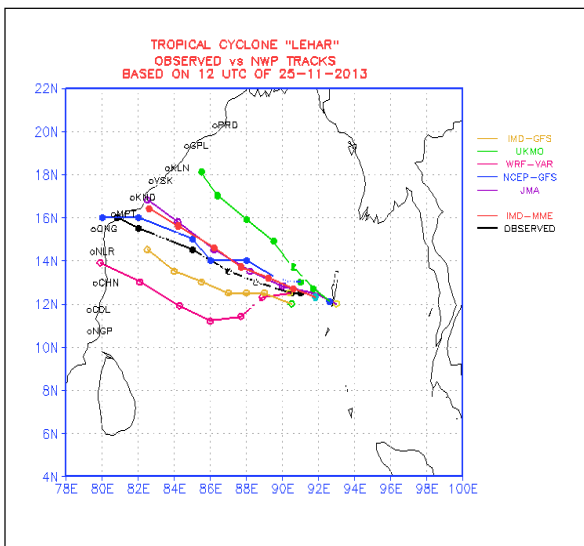 TROPICAL CYCLONE "LEHAR"
OBSERVED vs NWP TRACKS
BASED ON 12 UTC OF 25-11-2013
22N
20N
18N
16N
14N
12N
10N
8N
6N
4N
78E 80E 82E 84E 86E 88E 90E 92E 94E 96E 98E 100E
PRD
GPL
KLN
VSK
KND
MPT
ONG
NLR
CHN
CDL
NGP
IMD-GFS
UKMO
WRF-VAR
NCEP-GFS
JMA
IMD-MME
OBSERVED